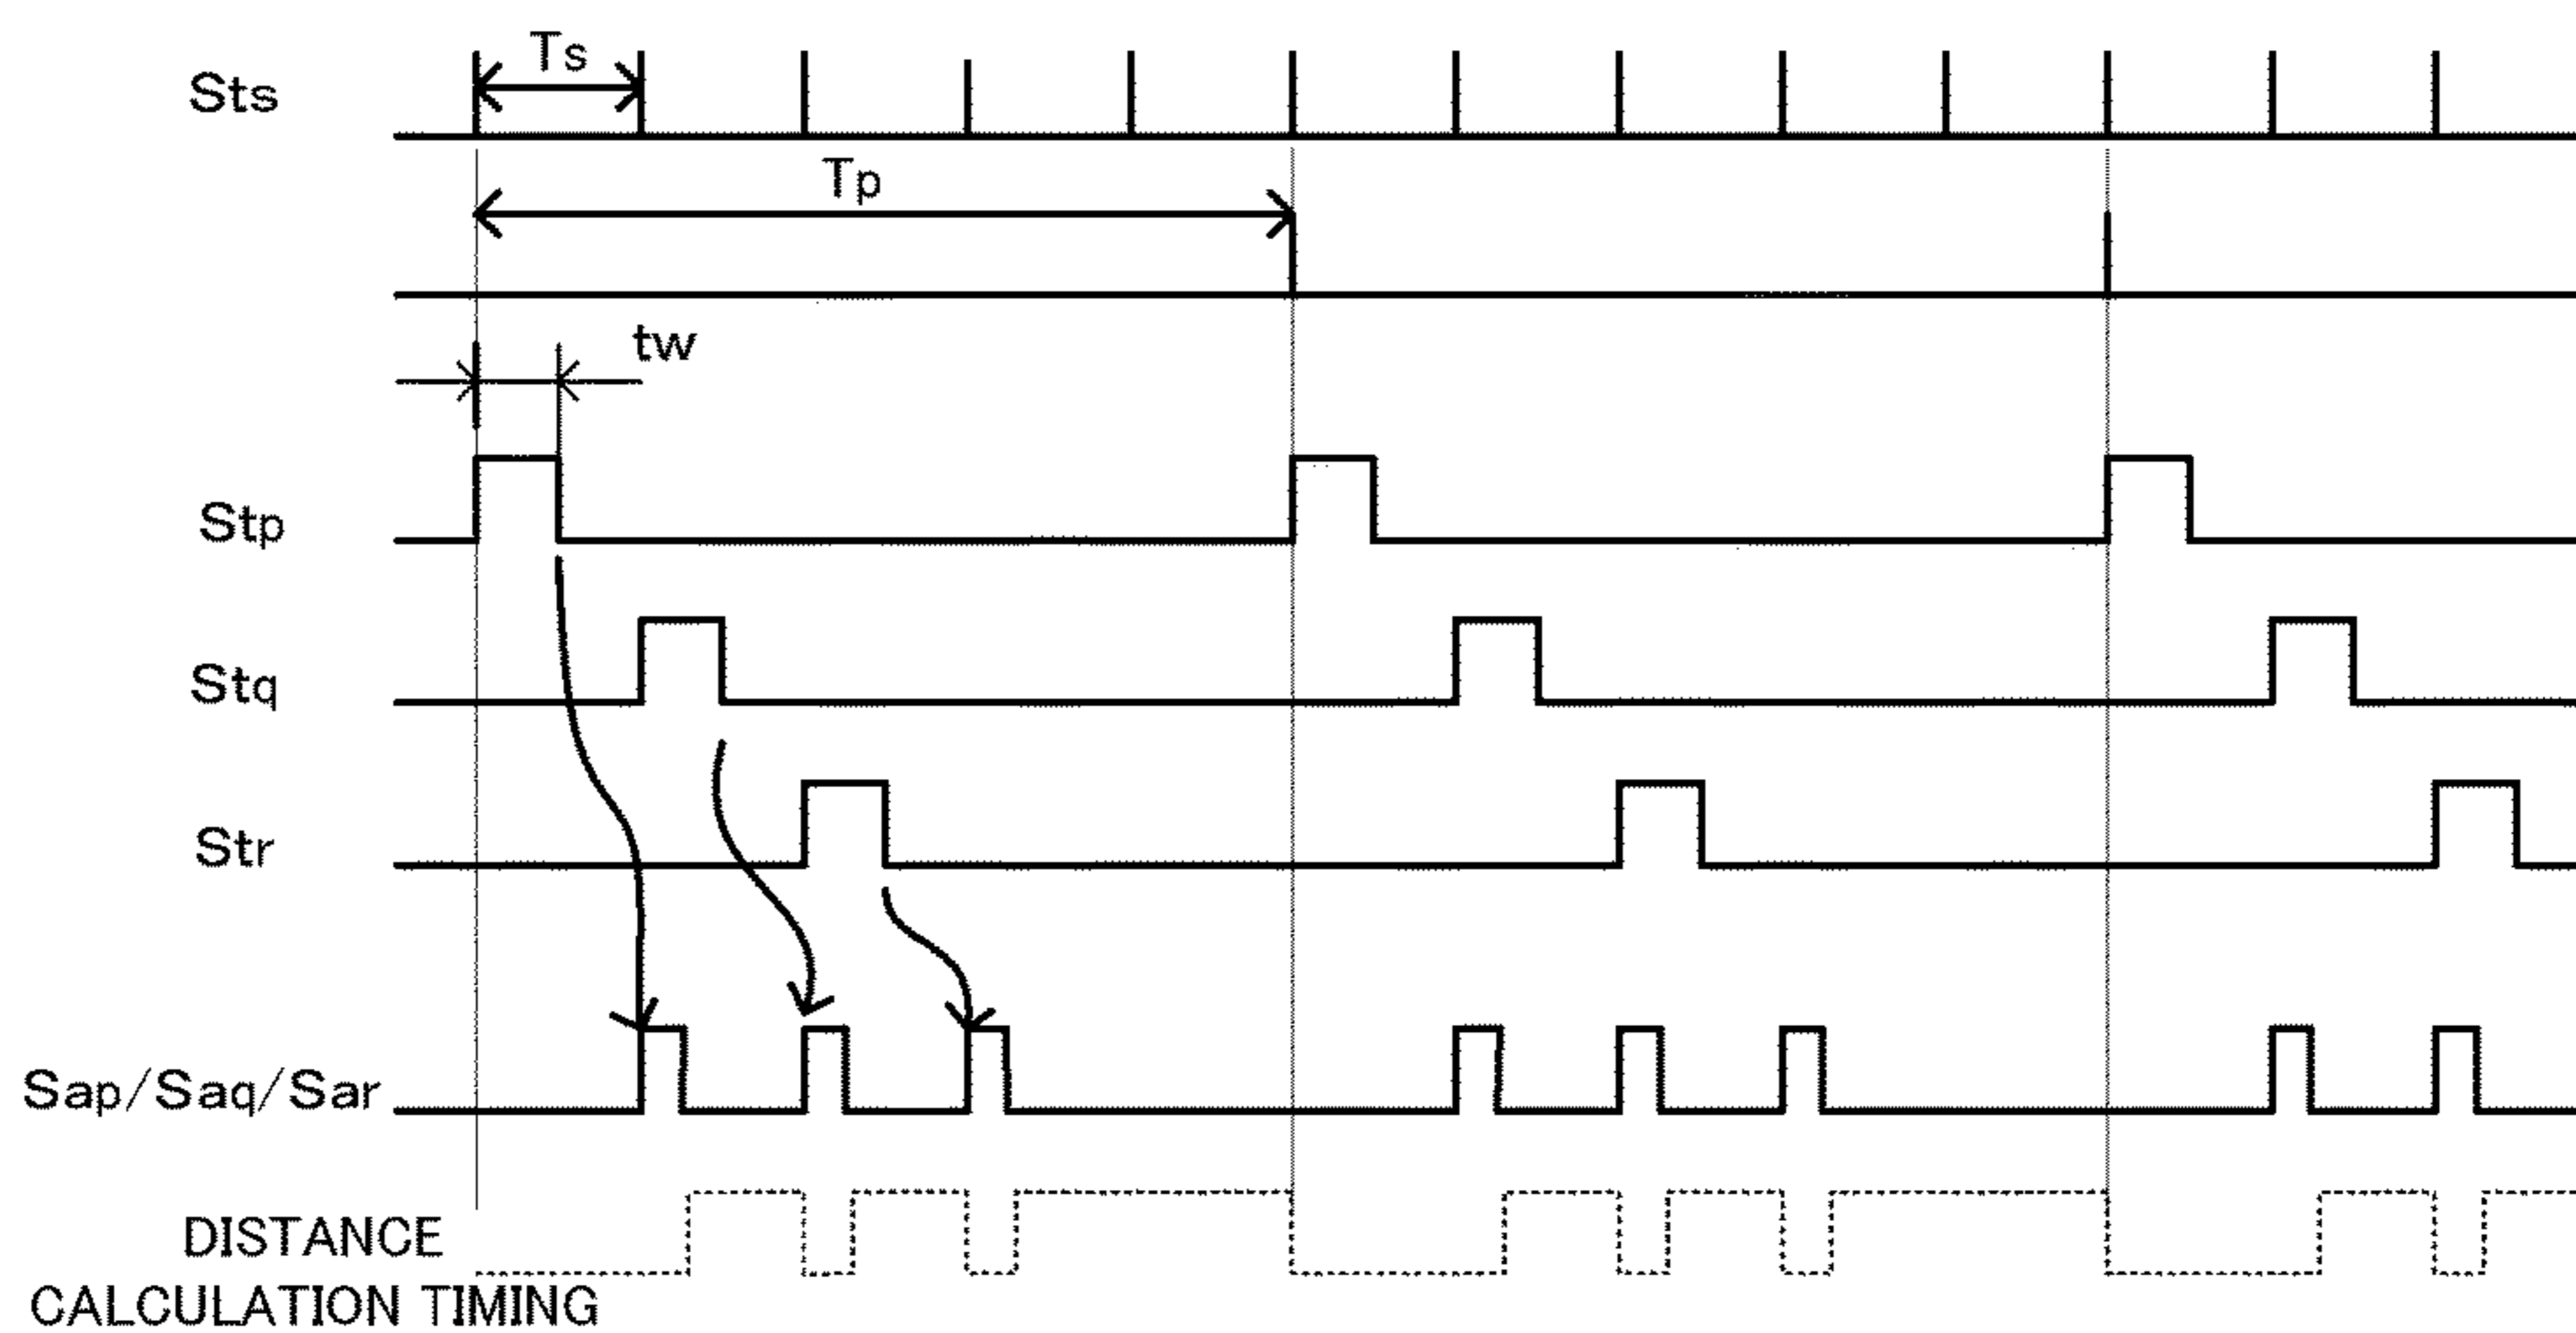 Ts
Sts
Tp
tw
Stp
Stq
Str
Sap/Saq/Sar
DISTANCE
CALCULATION TIMING